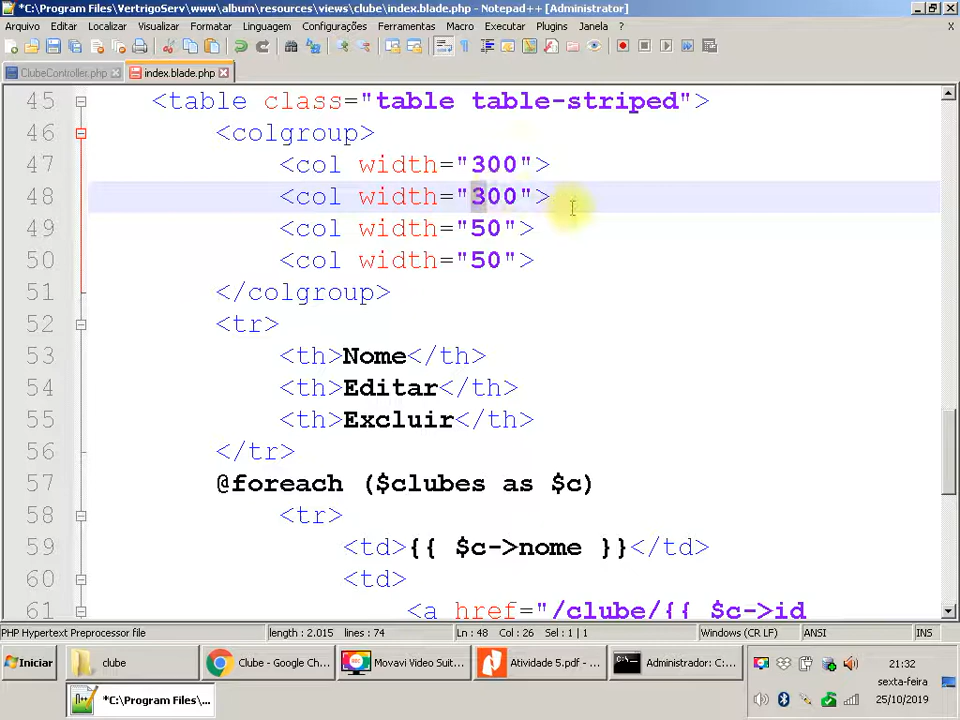 *C:\Program Files\VertrigoServ\www\album\resources\views\clube\index.blade.php - Notepad++ [Administrator]
Arquivo Editar Localizar Visualizar Formatar Linguagem Configurações Ferramentas Macro Executar Plugins Janela ? X
ClubeController.php index.blade.php
45 <table class="table table-striped">
46 <colgroup>
47 <col width="300">
48 <col width="300">
49 <col width="50">
50 <col width="50">
51 </colgroup>
52 <tr>
53 <th>Nome</th>
54 <th>Editar</th>
55 <th>Excluir</th>
56 </tr>
57 @foreach ($clubes as $c)
58 <tr>
59 <td>{{ $c->nome }}</td>
60 <td>
61 <a href="/clube/{{ $c->id
PHP Hypertext Preprocessor file length : 2.015 lines : 74 Ln : 48 Col : 26 Sel : 1 | 1 Windows (CR LF) ANSI INS
Iniciar clube Clube - Google Ch... Movavi Video Suit... Atividade 5.pdf - ... Administrador: C:... 21:32
sexta-feira
*C:\Program Files\... 25/10/2019